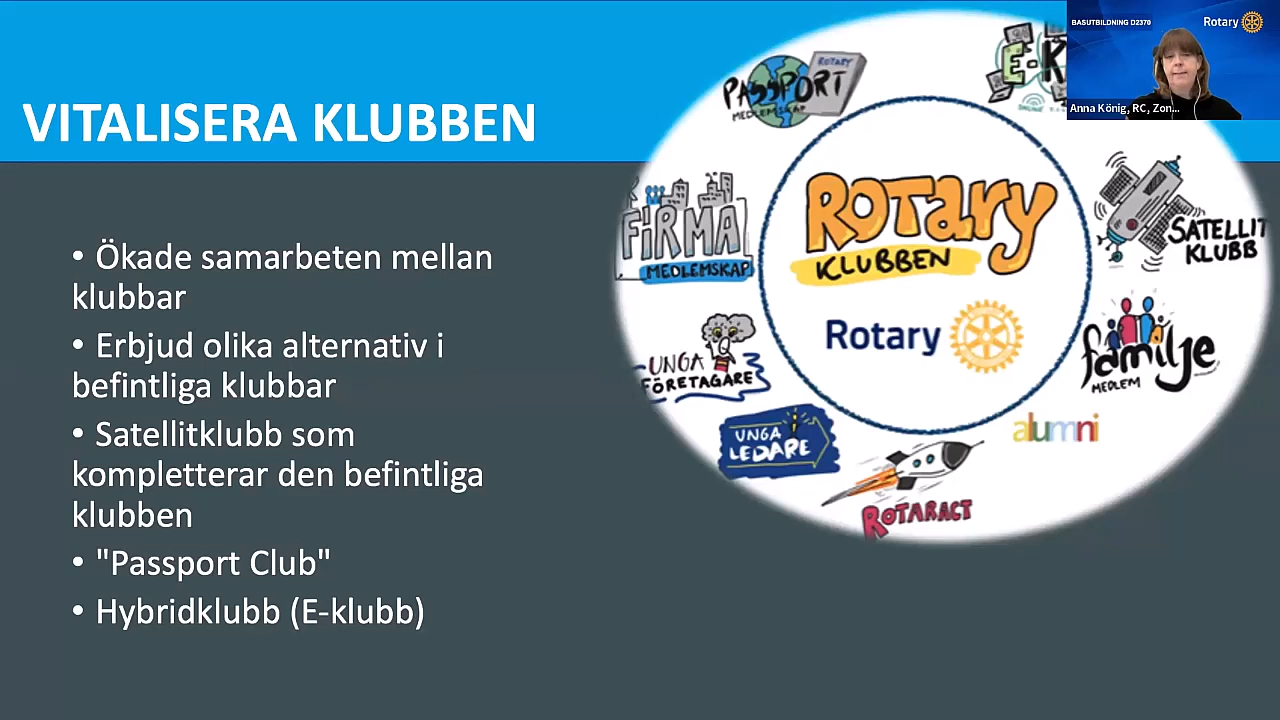 VITALISERA KLUBBEN
• Ökade samarbeten mellan
klubbar
• Erbjud olika alternativ i
befintliga klubbar
• Satellitklubb som
kompletterar den befintliga
klubben
• "Passport Club"
• Hybridklubb (E-klubb)
PASSPORT
MEDLEMSKAP
ROTARY
E-K
FIRMA
MEDLEMSKAP
UNGA
FÖRETAGARE
UNGA
LEDARE
ROTARACT
alumni
familje
MEDLEM
SATELLIT
KLUBB
ROTARY
KLUBBEN
Rotary
BASUTBILDNING D2370
Rotary
Anna König, RC, Zon...